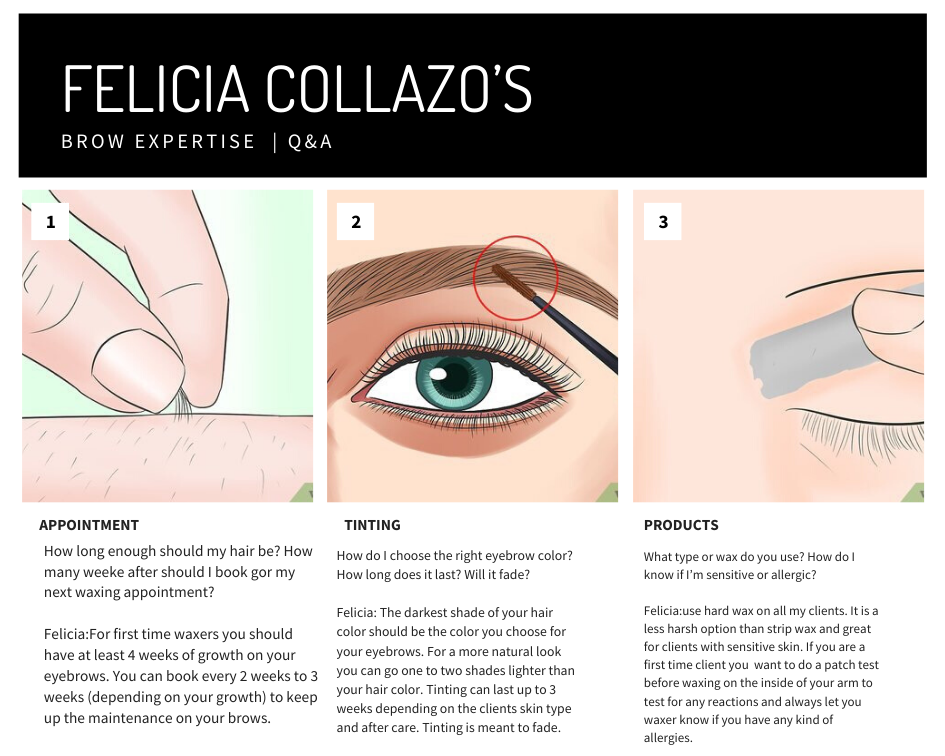 FELICIA COLLAZO’S
BROW EXPERTISE | Q&A
1
2
3
APPOINTMENT
How long enough should my hair be? How
many weeke after should I book gor my
next waxing appointment?
Felicia:For first time waxers you should
have at least 4 weeks of growth on your
eyebrows. You can book every 2 weeks to 3
weeks (depending on your growth) to keep
up the maintenance on your brows.
TINTING
How do I choose the right eyebrow color?
How long does it last? Will it fade?
Felicia: The darkest shade of your hair
color should be the color you choose for
your eyebrows. For a more natural look
you can go one to two shades lighter than
your hair color. Tinting can last up to 3
weeks depending on the clients skin type
and after care. Tinting is meant to fade.
PRODUCTS
What type or wax do you use? How do I
know if I’m sensitive or allergic?
Felicia:use hard wax on all my clients. It is a
less harsh option than strip wax and great
for clients with sensitive skin. If you are a
first time client you want to do a patch test
before waxing on the inside of your arm to
test for any reactions and always let you
waxer know if you have any kind of
allergies.